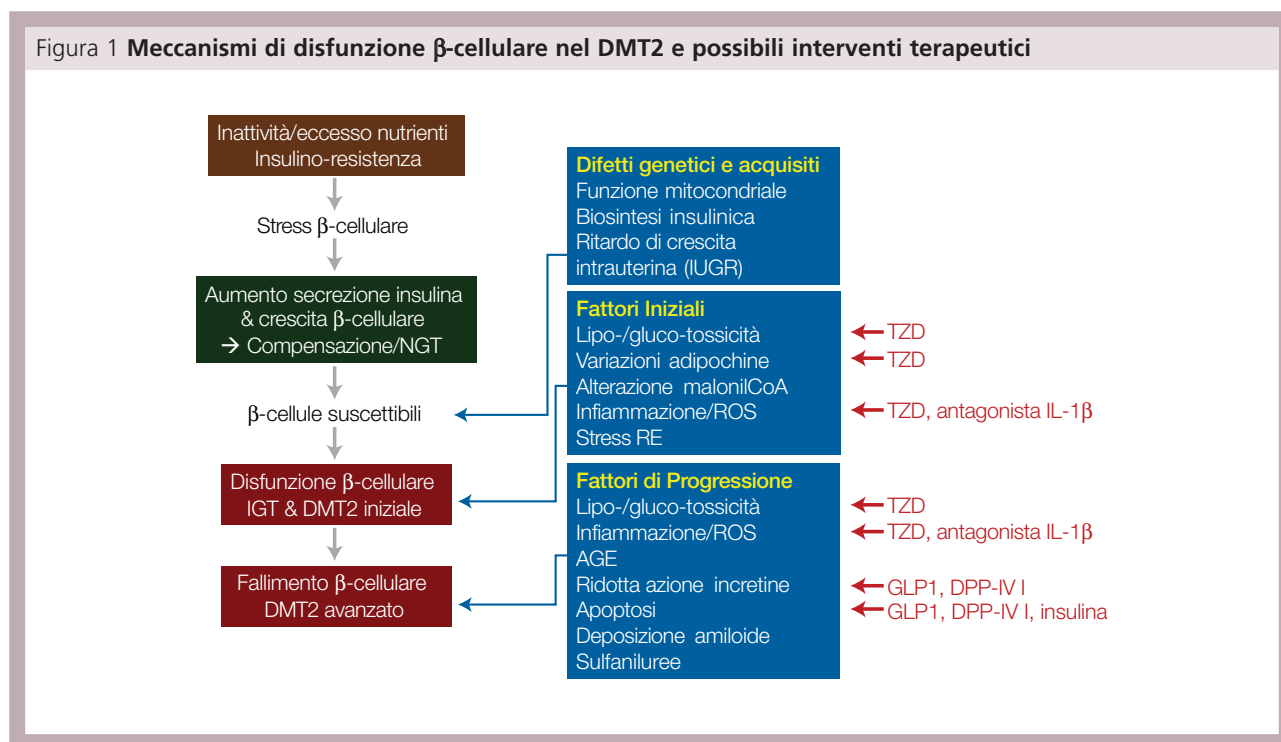 Figura 1 Meccanismi di disfunzione β-cellulare nel DMT2 e possibili interventi terapeutici
Inattività/eccesso nutrienti
Insulino-resistenza
Stress β-cellulare
Aumento secrezione insulina
& crescita β-cellulare
→ Compensazione/NGT
β-cellule suscettibili
Disfunzione β-cellulare
IGT & DMT2 iniziale
Fallimento β-cellulare
DMT2 avanzato
Difetti genetici e acquisiti
Funzione mitocondriale
Biosintesi insulinica
Ritardo di crescita
intrauterina (IUGR)
Fattori Iniziali
Lipo-/gluco-tossicità
TZD
Variazioni adipochine
TZD
Alterazione malonilCoA
Infiammazione/ROS
TZD, antagonista IL-1β
Stress RE
Fattori di Progressione
Lipo-/gluco-tossicità
TZD
Infiammazione/ROS
TZD, antagonista IL-1β
AGE
Ridotta azione incretine
GLP1, DPP-IV I
Apoptosi
GLP1, DPP-IV I, insulina
Deposizione amiloide
Sulfaniluree